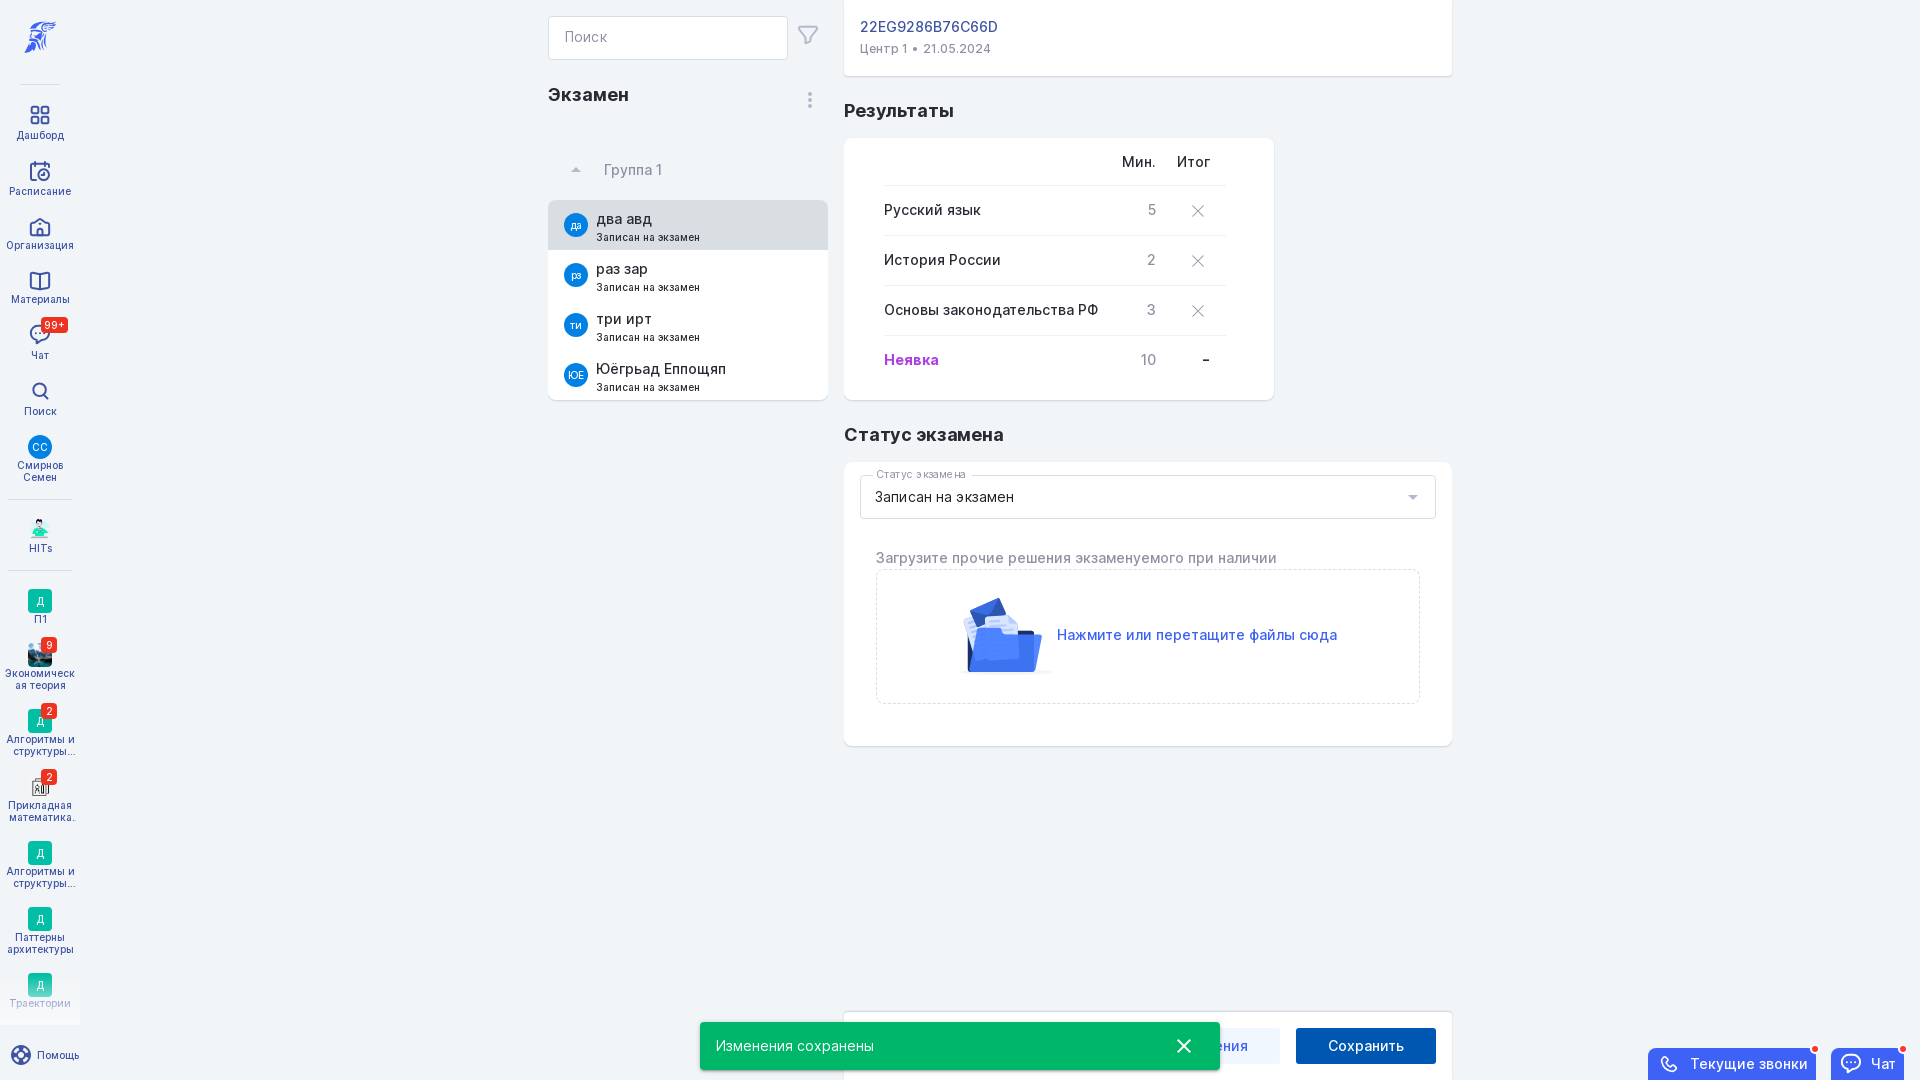 Дашборд
Расписание
Организация
Материалы
99+
Чат
Поиск
СС
Смирнов
Семен
HITs
Д
П1
9
Экономическ
ая теория
2
Д
Алгоритмы и
структуры...
2
Прикладная
математика.
Д
Алгоритмы и
структуры...
Д
Паттерны
архитектуры
Д
Траектории
Помощь
Поиск
Экзамен
Группа 1
да
два авд
Записан на экзамен
рз
раз зар
Записан на экзамен
ти
три ирт
Записан на экзамен
ЮЕ
Юёгрьад Еппощяп
Записан на экзамен
22EG9286B76C66D
Центр 1 • 21.05.2024
Результаты
Мин. Итог
Русский язык 5
История России 2
Основы законодательства РФ 3
Неявка 10 –
Статус экзамена
Статус экзамена
Записан на экзамен
Загрузите прочие решения экзаменуемого при наличии
Нажмите или перетащите файлы сюда
Изменения сохранены
ения
Сохранить
Текущие звонки
Чат